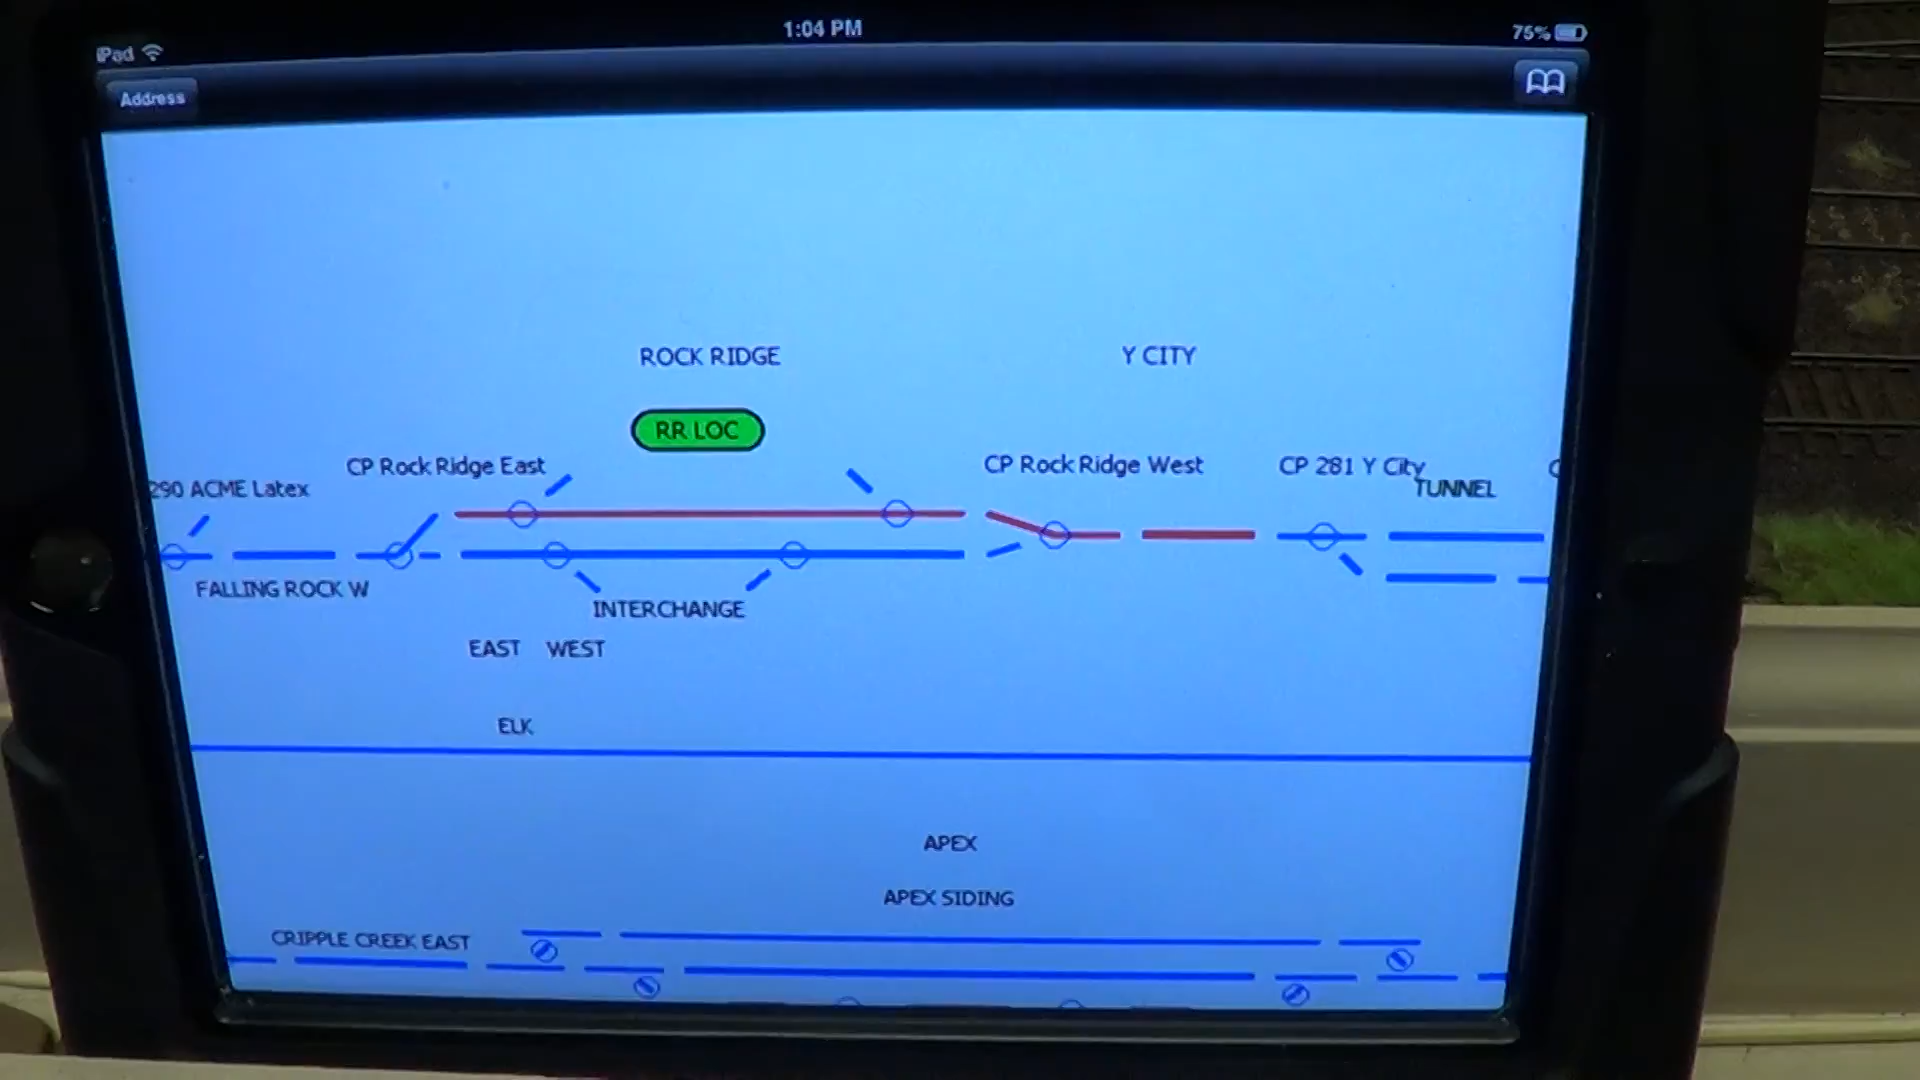 1:04 PM
75%
iPad
Address
ROCK RIDGE
Y CITY
RR LOC
CP Rock Ridge East
CP Rock Ridge West
CP 281 Y City
290 ACME Latex
TUNNEL
FALLING ROCK W
INTERCHANGE
EAST WEST
ELK
APEX
APEX SIDING
CRIPPLE CREEK EAST